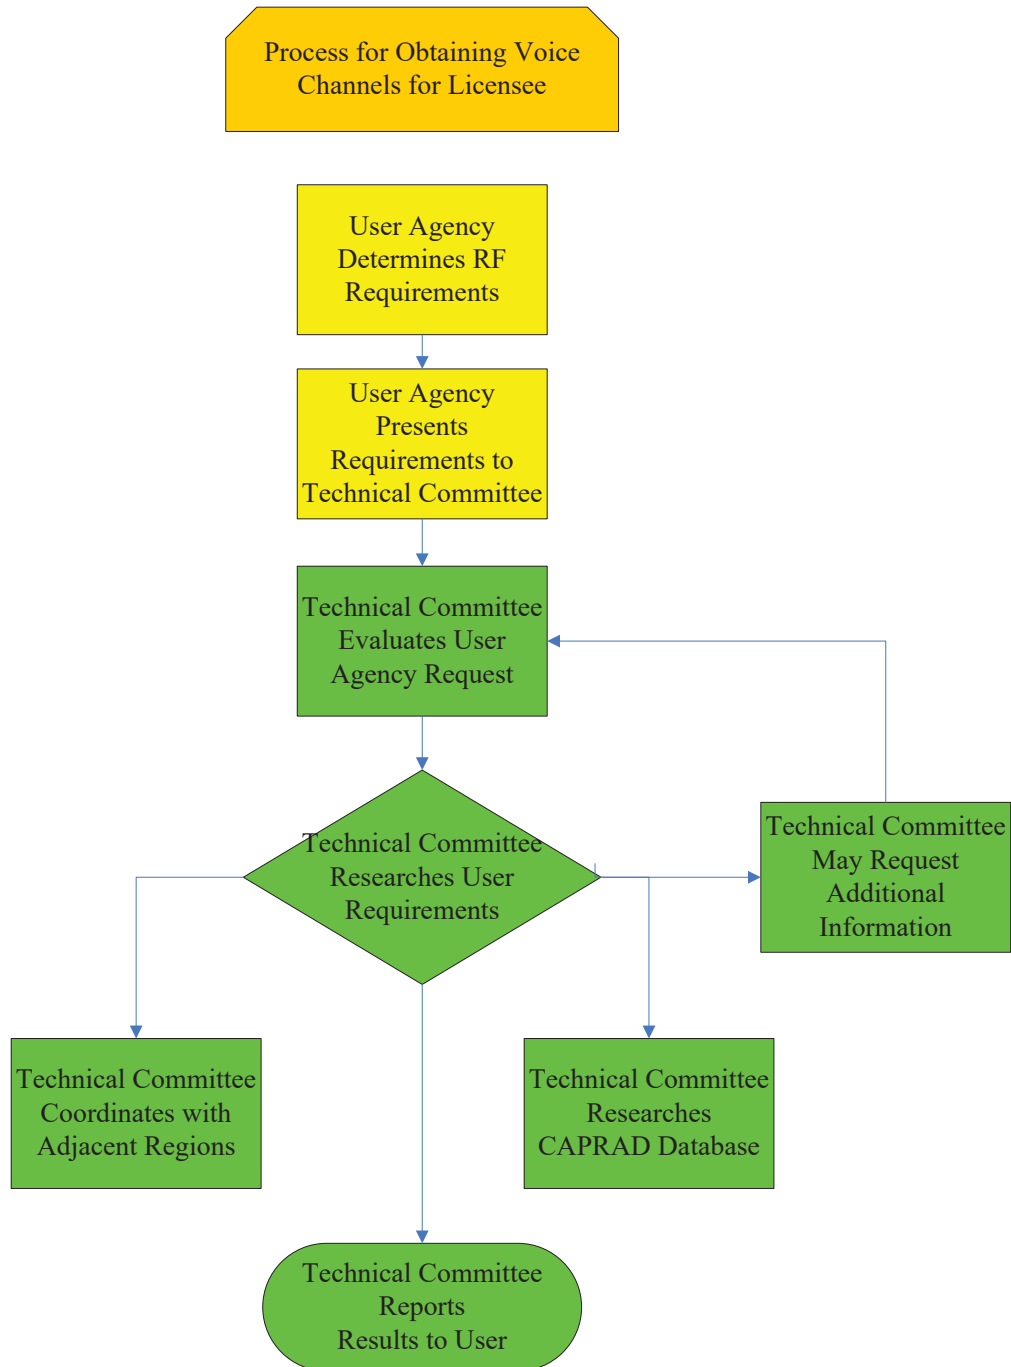 Process for Obtaining Voice
Channels for Licensee
User Agency
Determines RF
Requirements
User Agency
Presents
Requirements to
Technical Committee
Technical Committee
Evaluates User
Agency Request
Technical Committee
Researches User
Requirements
Technical Committee
May Request
Additional
Information
Technical Committee
Coordinates with
Adjacent Regions
Technical Committee
Researches
CAPRAD Database
Technical Committee
Reports
Results to User